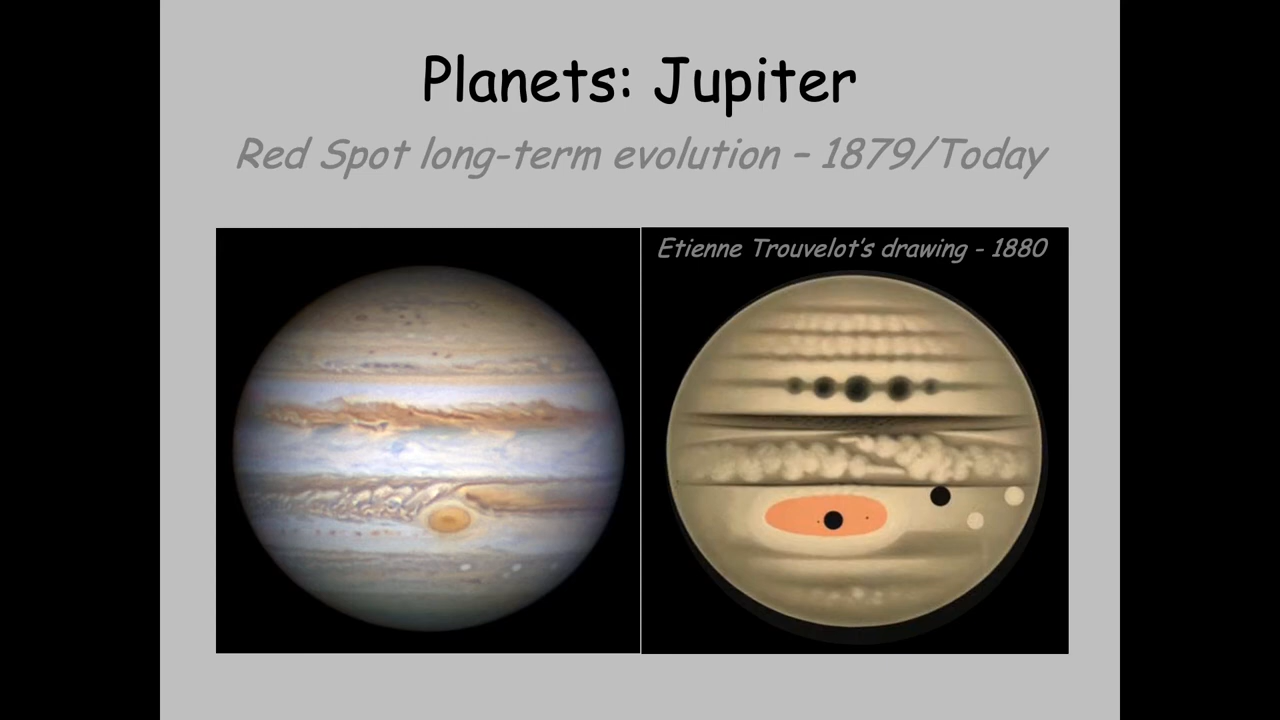 Planets: Jupiter
Red Spot long-term evolution – 1879/Today
Etienne Trouvelot's drawing - 1880